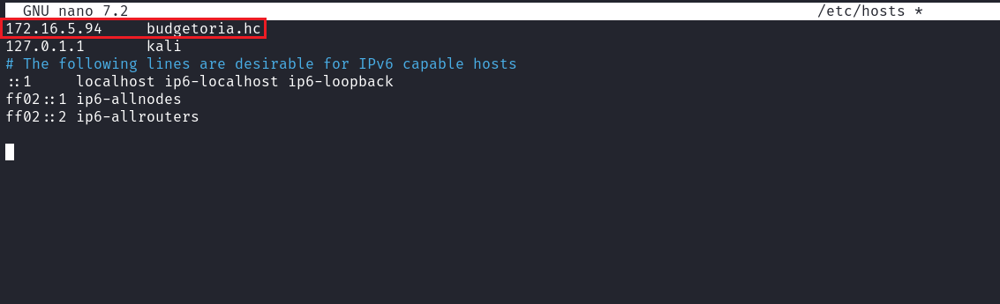 GNU nano 7.2 /etc/hosts *
172.16.5.94 budgetoria.hc
127.0.1.1 kali
# The following lines are desirable for IPv6 capable hosts
::1 localhost ip6-localhost ip6-loopback
ff02::1 ip6-allnodes
ff02::2 ip6-allrouters